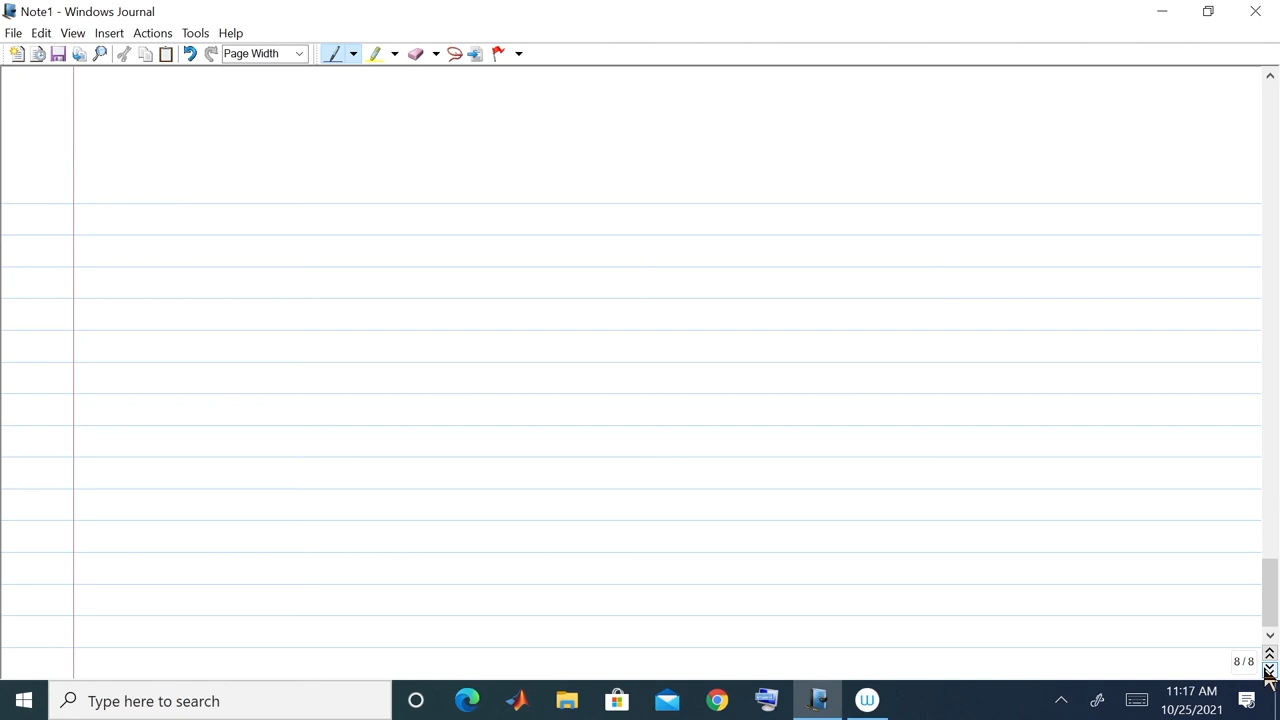 Note1 - Windows Journal
File Edit View Insert Actions Tools Help
Page Width
8 / 8
Type here to search
11:17 AM
10/25/2021